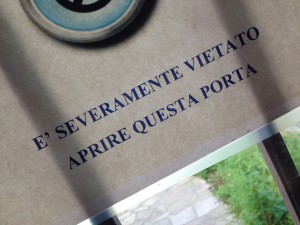 E' SEVERAMENTE VIETATO
APRIRE QUESTA PORTA